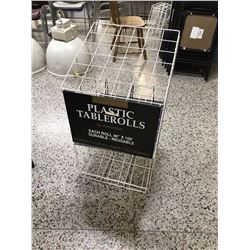 PLASTIC
TABLEROLLS
EACH ROLL 40" X 100'
DURABLE - REUSABLE